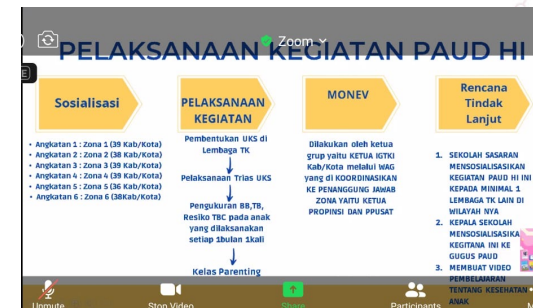 Zoom
PELAKSANAAN KEGIATAN PAUD HI
Sosialisasi
• Angkatan 1 : Zona 1 (39 Kab/Kota)
• Angkatan 2 : Zona 2 (38 Kab/Kota)
• Angkatan 3 : Zona 3 (39 Kab/Kota)
• Angkatan 4 : Zona 4 (39 Kab/Kota)
• Angkatan 5 : Zona 5 (36 Kab/Kota)
• Angkatan 6 : Zona 6 (38Kab/Kota)
PELAKSANAAN
KEGIATAN
Pembentukan UKS di
Lembaga TK
Pelaksanaan Trias UKS
Pengukuran BB,TB,
Resiko TBC pada anak
yang dilaksanakan
setiap 1bulan 1kali
Kelas Parenting
MONEV
Dilakukan oleh ketua
grup yaitu KETUA IGTKI
Kab/Kota melalui WAG
yang di KOORDINASIKAN
KE PENANGGUNG JAWAB
ZONA YAITU KETUA
PROPINSI DAN PPUSAT
Rencana
Tindak
Lanjut
1. SEKOLAH SASARAN
MENSOSIALISASIKAN
KEGIATAN PAUD HI INI
KEPADA MINIMAL 1
LEMBAGA TK LAIN DI
WILAYAH NYA
2. KEPALA SEKOLAH
MENSOSIALISASIKA
KEGITANA INI KE
GUGUS PAUD
3. MEMBUAT VIDEO
PEMBELAJARAN
TENTANG KESEHATAN
ANAK
Unmute
Stop Video
Share
Participants